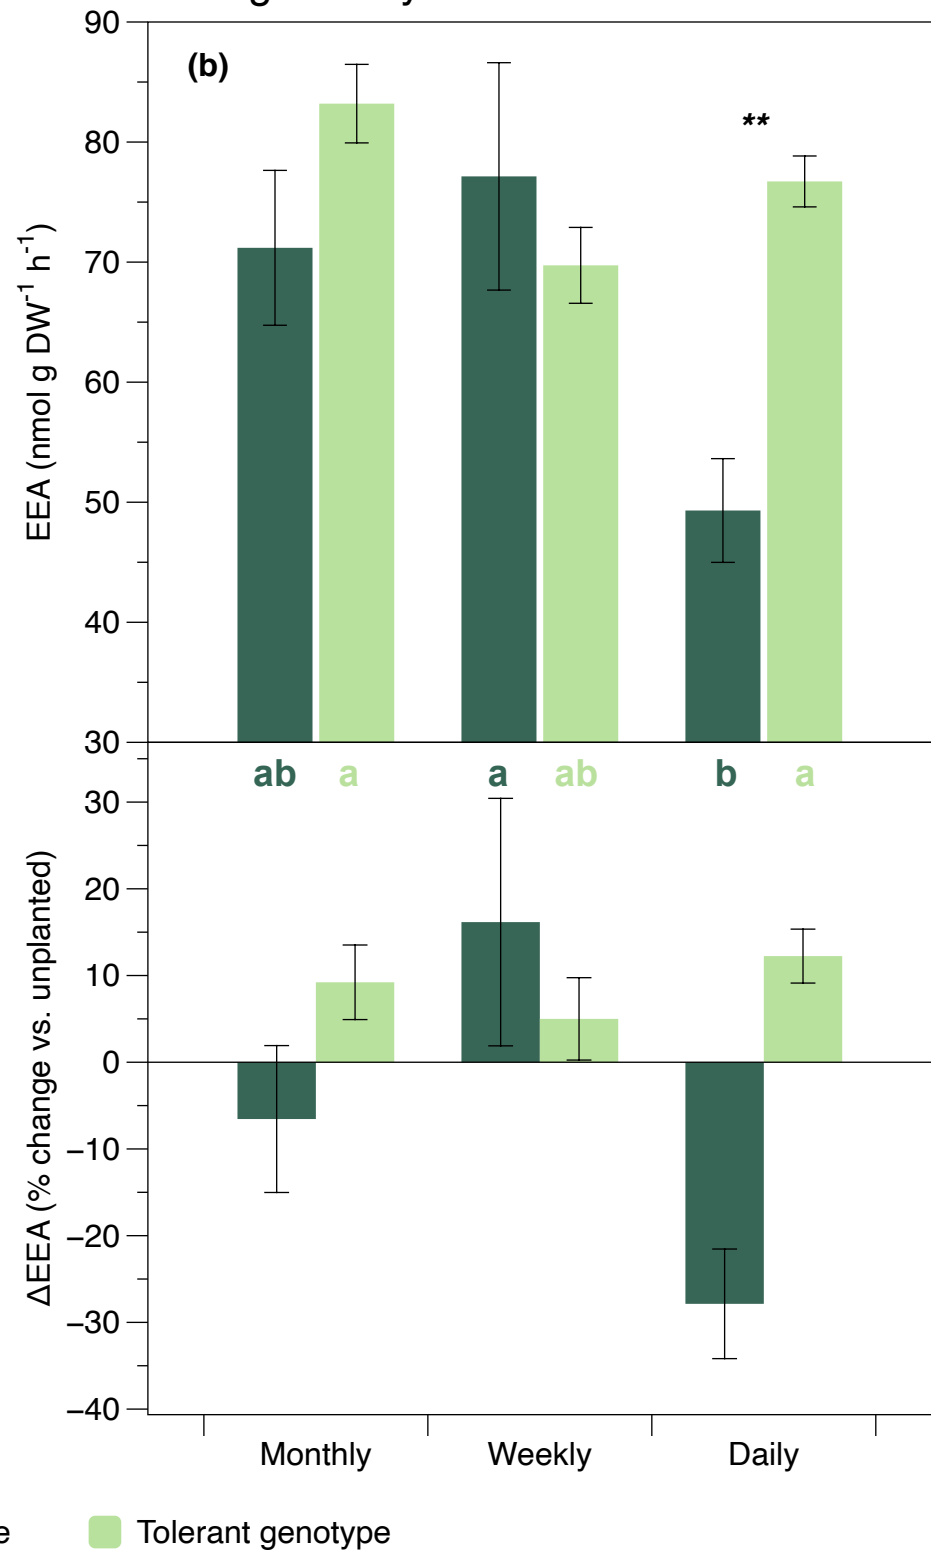 (b)
**
90
80
70
60
50
40
30
EEA (nmol g DW-1 h-1)
ab a a ab b a
30
20
10
0
−10
−20
−30
−40
ΔEEA (% change vs. unplanted)
Monthly Weekly Daily
Tolerant genotype